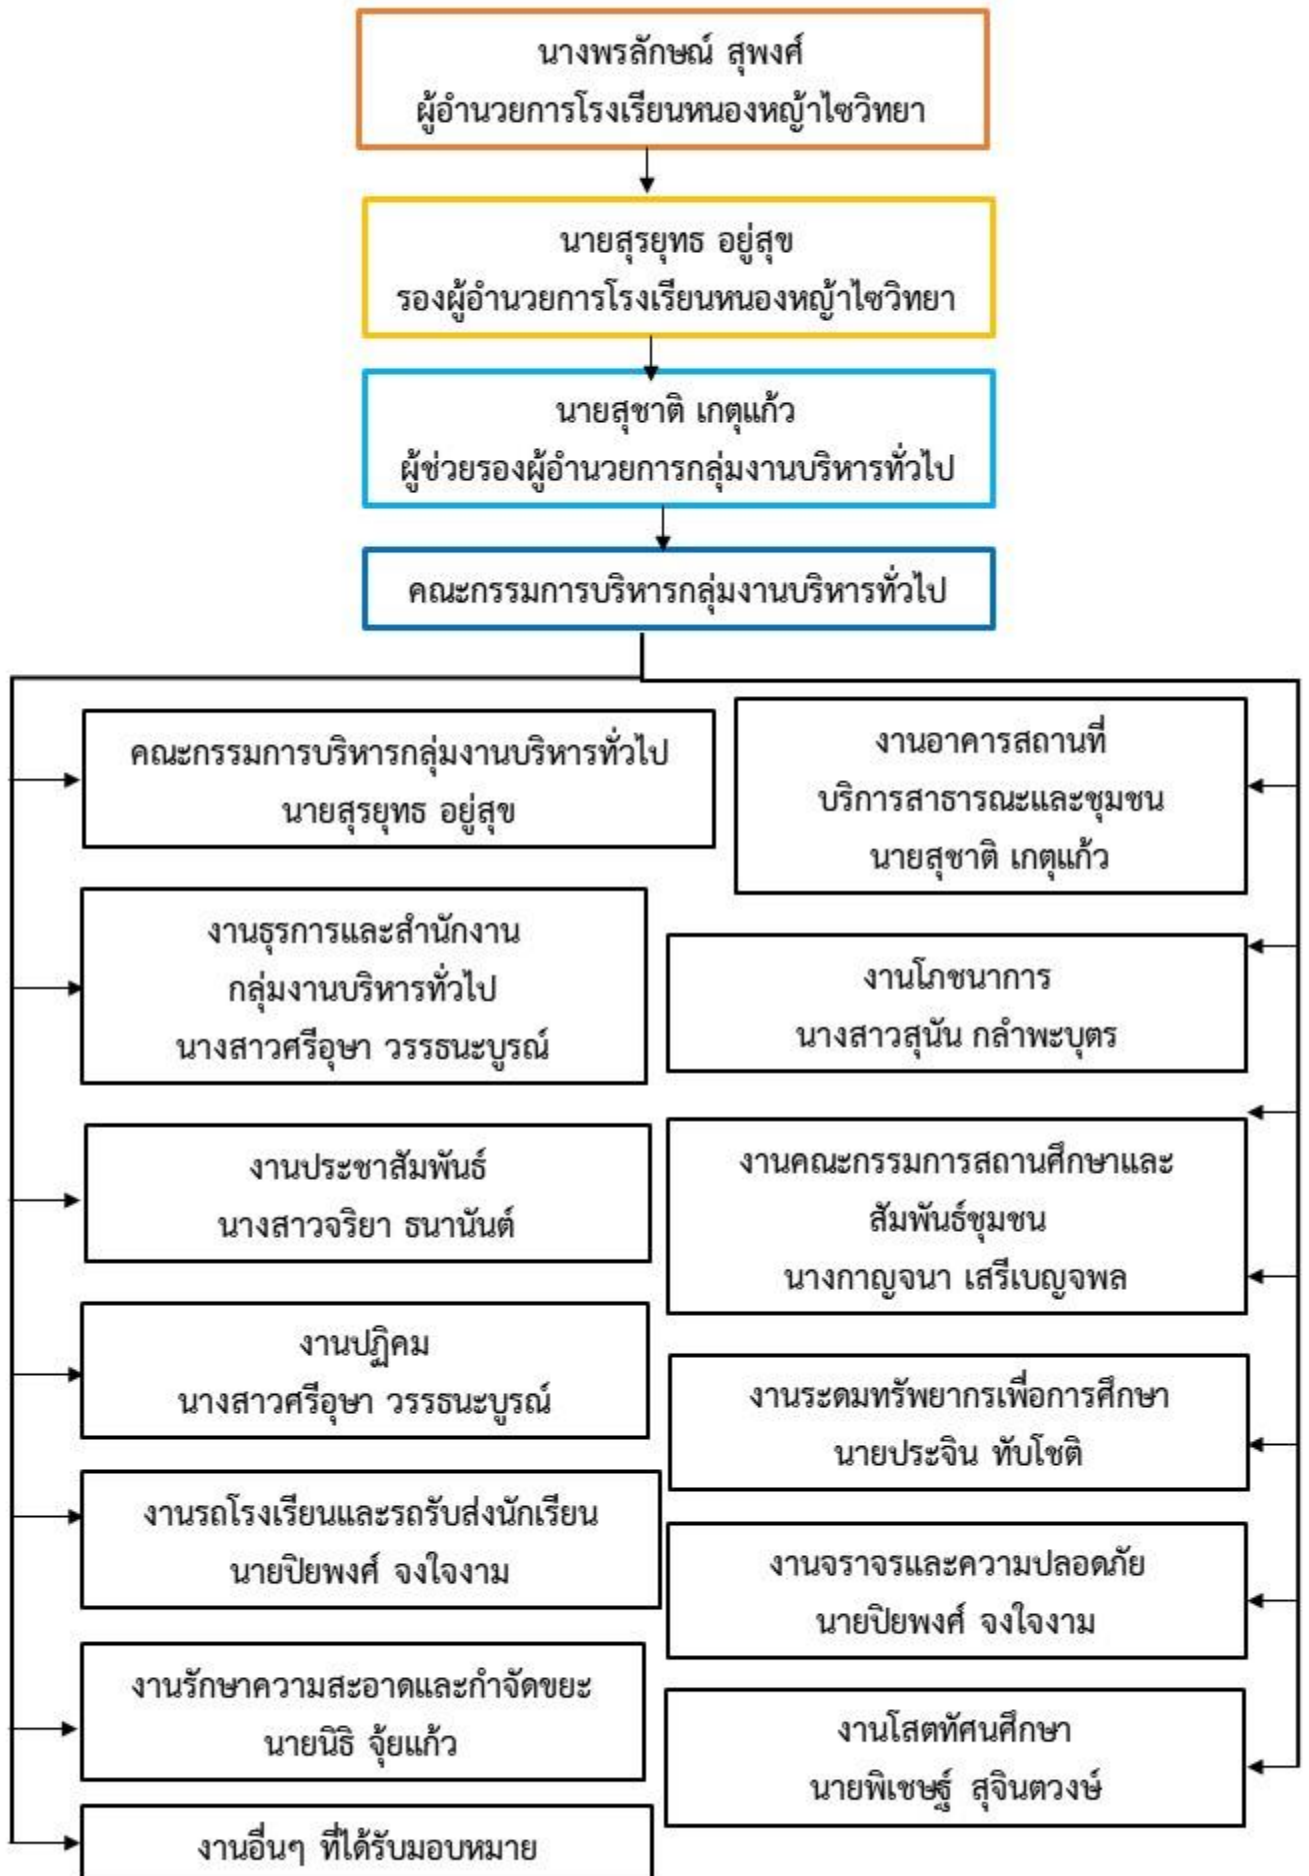 นางพรลักษณ์ สุพงศ์
ผู้อำนวยการโรงเรียนหนองหญ้าไซวิทยา
นายสุรยุทธ อยู่สุข
รองผู้อำนวยการโรงเรียนหนองหญ้าไซวิทยา
นายสุชาติ เกตุแก้ว
ผู้ช่วยรองผู้อำนวยการกลุ่มงานบริหารทั่วไป
คณะกรรมการบริหารกลุ่มงานบริหารทั่วไป
คณะกรรมการบริหารกลุ่มงานบริหารทั่วไป
นายสุรยุทธ อยู่สุข
งานธุรการและสำนักงาน
กลุ่มงานบริหารทั่วไป
นางสาวศรีอุษา วรรธนะบูรณ์
งานประชาสัมพันธ์
นางสาวจริยา ธนานันต์
งานปฏิคม
นางสาวศรีอุษา วรรธนะบูรณ์
งานรถโรงเรียนและรถรับส่งนักเรียน
นายปิยพงศ์ จงใจงาม
งานรักษาความสะอาดและกำจัดขยะ
นายนิธิ จุ้ยแก้ว
งานอื่นๆ ที่ได้รับมอบหมาย
งานอาคารสถานที่
บริการสาธารณะและชุมชน
นายสุชาติ เกตุแก้ว
งานโภชนาการ
นางสาวสุนัน กลำพะบุตร
งานคณะกรรมการสถานศึกษาและ
สัมพันธ์ชุมชน
นางกาญจนา เสรีเบญจพล
งานระดมทรัพยากรเพื่อการศึกษา
นายประจิน ทับโชติ
งานจราจรและความปลอดภัย
นายปิยพงศ์ จงใจงาม
งานโสตทัศนศึกษา
นายพิเชษฐ์ สุจินตวงษ์